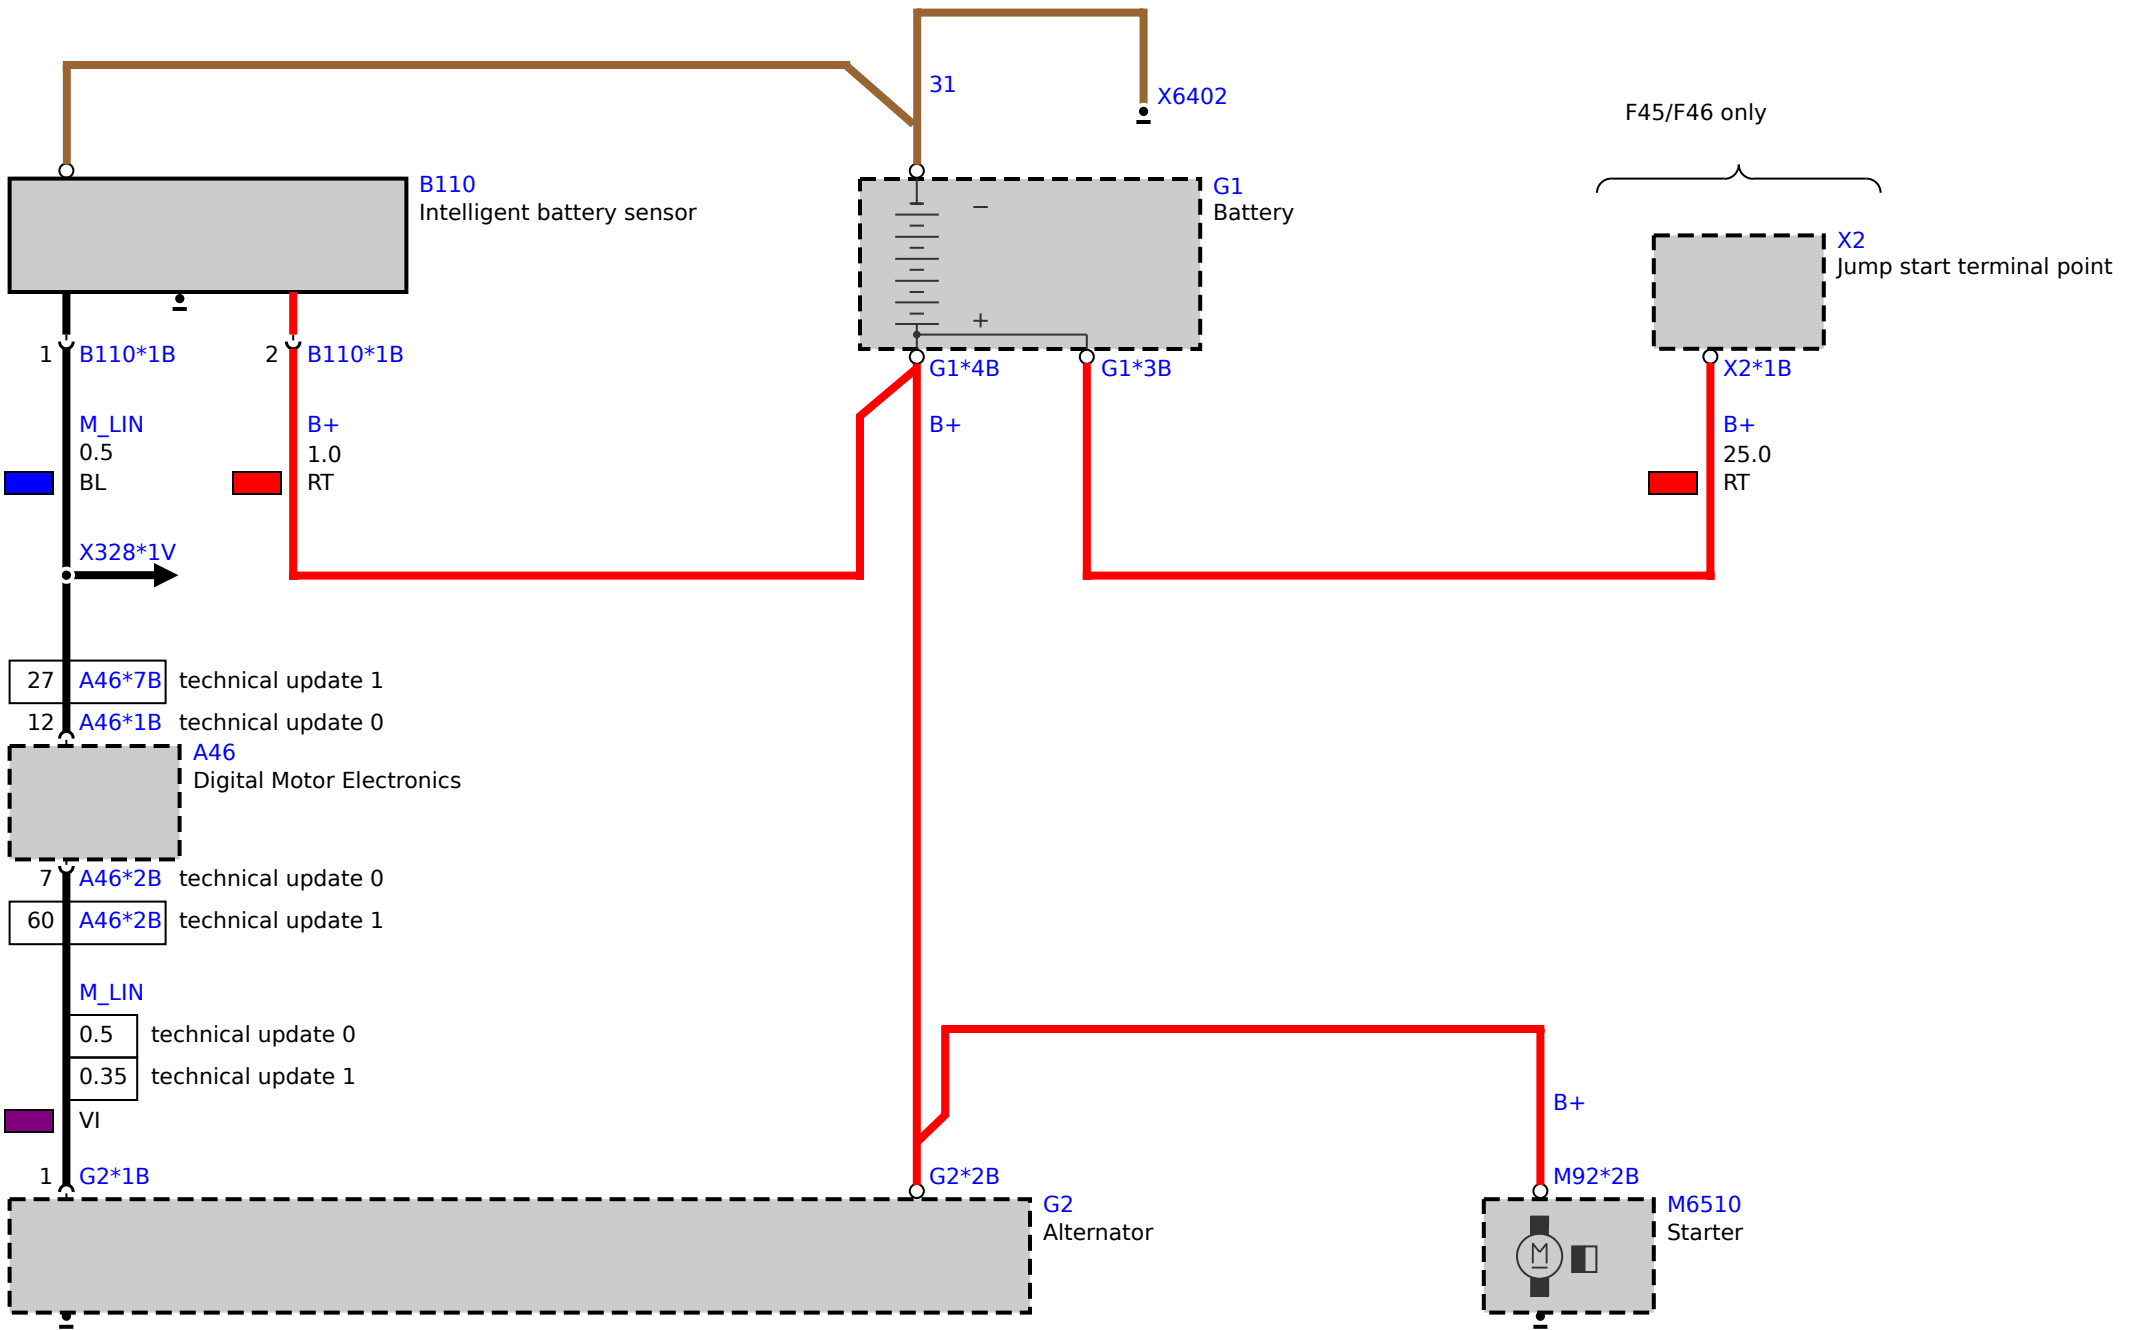 31
X6402
F45/F46 only
B110
Intelligent battery sensor
G1
Battery
−
+
X2
Jump start terminal point
1 B110*1B
2 B110*1B
G1*4B
G1*3B
X2*1B
M_LIN
0.5
BL
B+
1.0
RT
B+
B+
25.0
RT
X328*1V
27 A46*7B technical update 1
12 A46*1B technical update 0
A46
Digital Motor Electronics
7 A46*2B technical update 0
60 A46*2B technical update 1
M_LIN
0.5 technical update 0
0.35 technical update 1
VI
B+
1 G2*1B
G2*2B
M92*2B
G2
Alternator
M6510
Starter
M